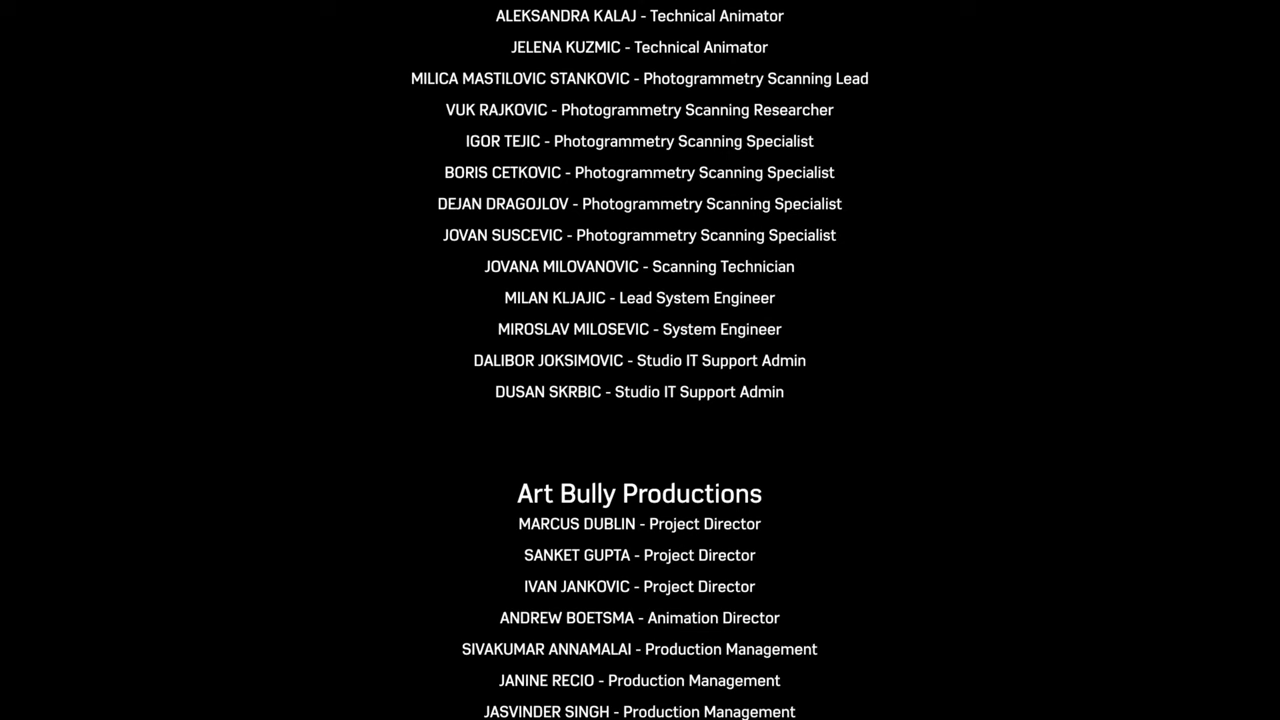 ALEKSANDRA KALAJ - Technical Animator
JELENA KUZMIC - Technical Animator
MILICA MASTILOVIC STANKOVIC - Photogrammetry Scanning Lead
VUK RAJKOVIC - Photogrammetry Scanning Researcher
IGOR TEJIC - Photogrammetry Scanning Specialist
BORIS CETKOVIC - Photogrammetry Scanning Specialist
DEJAN DRAGOJLOV - Photogrammetry Scanning Specialist
JOVAN SUSCEVIC - Photogrammetry Scanning Specialist
JOVANA MILOVANOVIC - Scanning Technician
MILAN KLJAJIC - Lead System Engineer
MIROSLAV MILOSEVIC - System Engineer
DALIBOR JOKSIMOVIC - Studio IT Support Admin
DUSAN SKRBIC - Studio IT Support Admin
Art Bully Productions
MARCUS DUBLIN - Project Director
SANKET GUPTA - Project Director
IVAN JANKOVIC - Project Director
ANDREW BOETSMA - Animation Director
SIVAKUMAR ANNAMALAI - Production Management
JANINE RECIO - Production Management
JASVINDER SINGH - Production Management